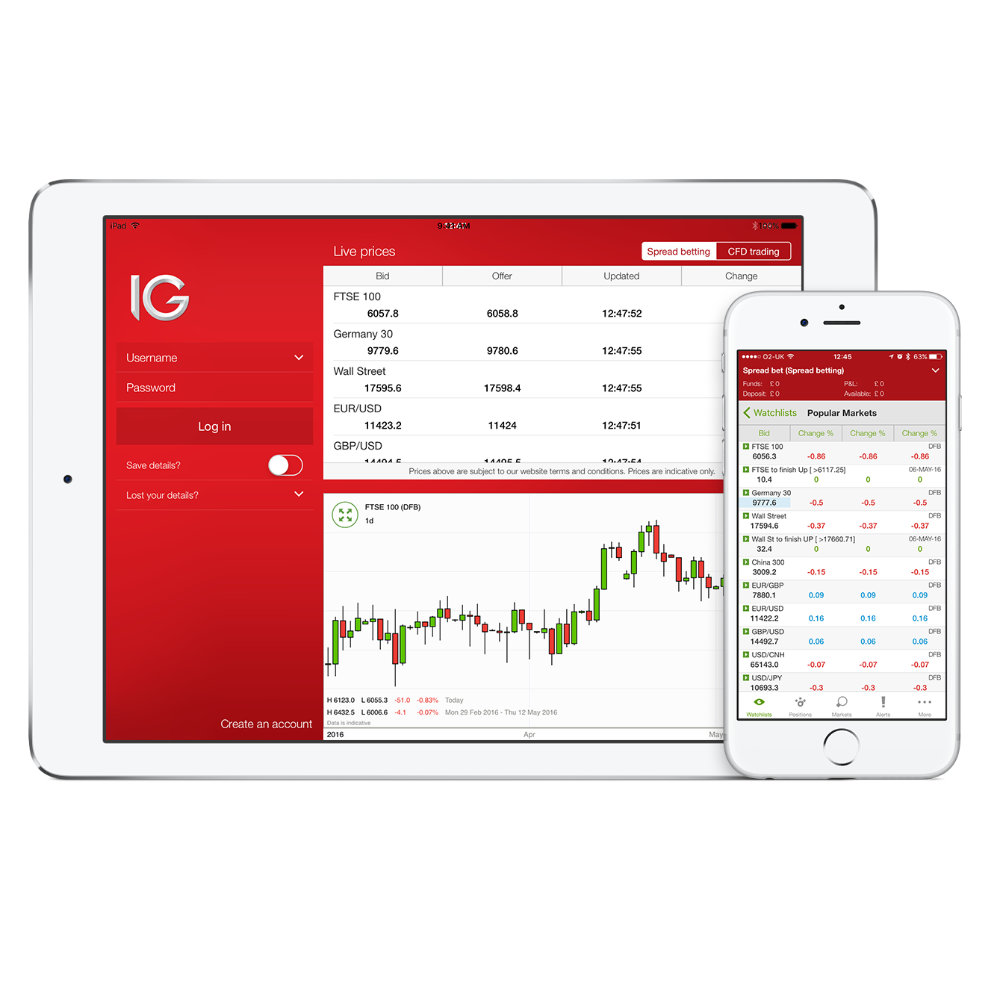 iPad
Live prices
Spread betting
CFD trading
IG
Bid Offer Updated Change
FTSE 100
6057.8 6058.8 12:47:52
Germany 30
9779.6 9780.6 12:47:55
Wall Street
17595.6 17598.4 12:47:55
EUR/USD
11423.2 11424 12:47:51
GBP/USD
Prices above are subject to our website terms and conditions. Prices are indicative only.
Username
Password
Log in
Save details?
Lost your details?
Create an account
FTSE 100 (DFB)
1d
H 6123.0 L 6055.3 -51.0 -0.83% Today
H 6432.5 L 6006.6 -4.1 -0.07% Mon 29 Feb 2016 - Thu 12 May 2016
Data is indicative
2016 Apr May
O2-UK 12:45 63%
Spread bet (Spread betting)
Funds: £0 P&L: £0
Deposit: £0 Available: £0
Watchlists Popular Markets
Bid Change % Change % Change %
FTSE 100 DFB
6056.3 -0.86 -0.86 -0.86
FTSE to finish Up [ >6117.25] 06-MAY-16
10.4 0 0 0
Germany 30 DFB
9777.6 -0.5 -0.5 -0.5
Wall Street DFB
17594.6 -0.37 -0.37 -0.37
Wall St to finish UP [ >17660.71] 06-MAY-16
32.4 0 0 0
China 300 DFB
3009.2 -0.15 -0.15 -0.15
EUR/GBP DFB
7880.1 0.09 0.09 0.09
EUR/USD DFB
11422.2 0.16 0.16 0.16
GBP/USD DFB
14492.7 0.06 0.06 0.06
USD/CNH DFB
65143.0 -0.07 -0.07 -0.07
USD/JPY DFB
10693.3 -0.3 -0.3 -0.3
Watchlists Positions Markets Alerts More